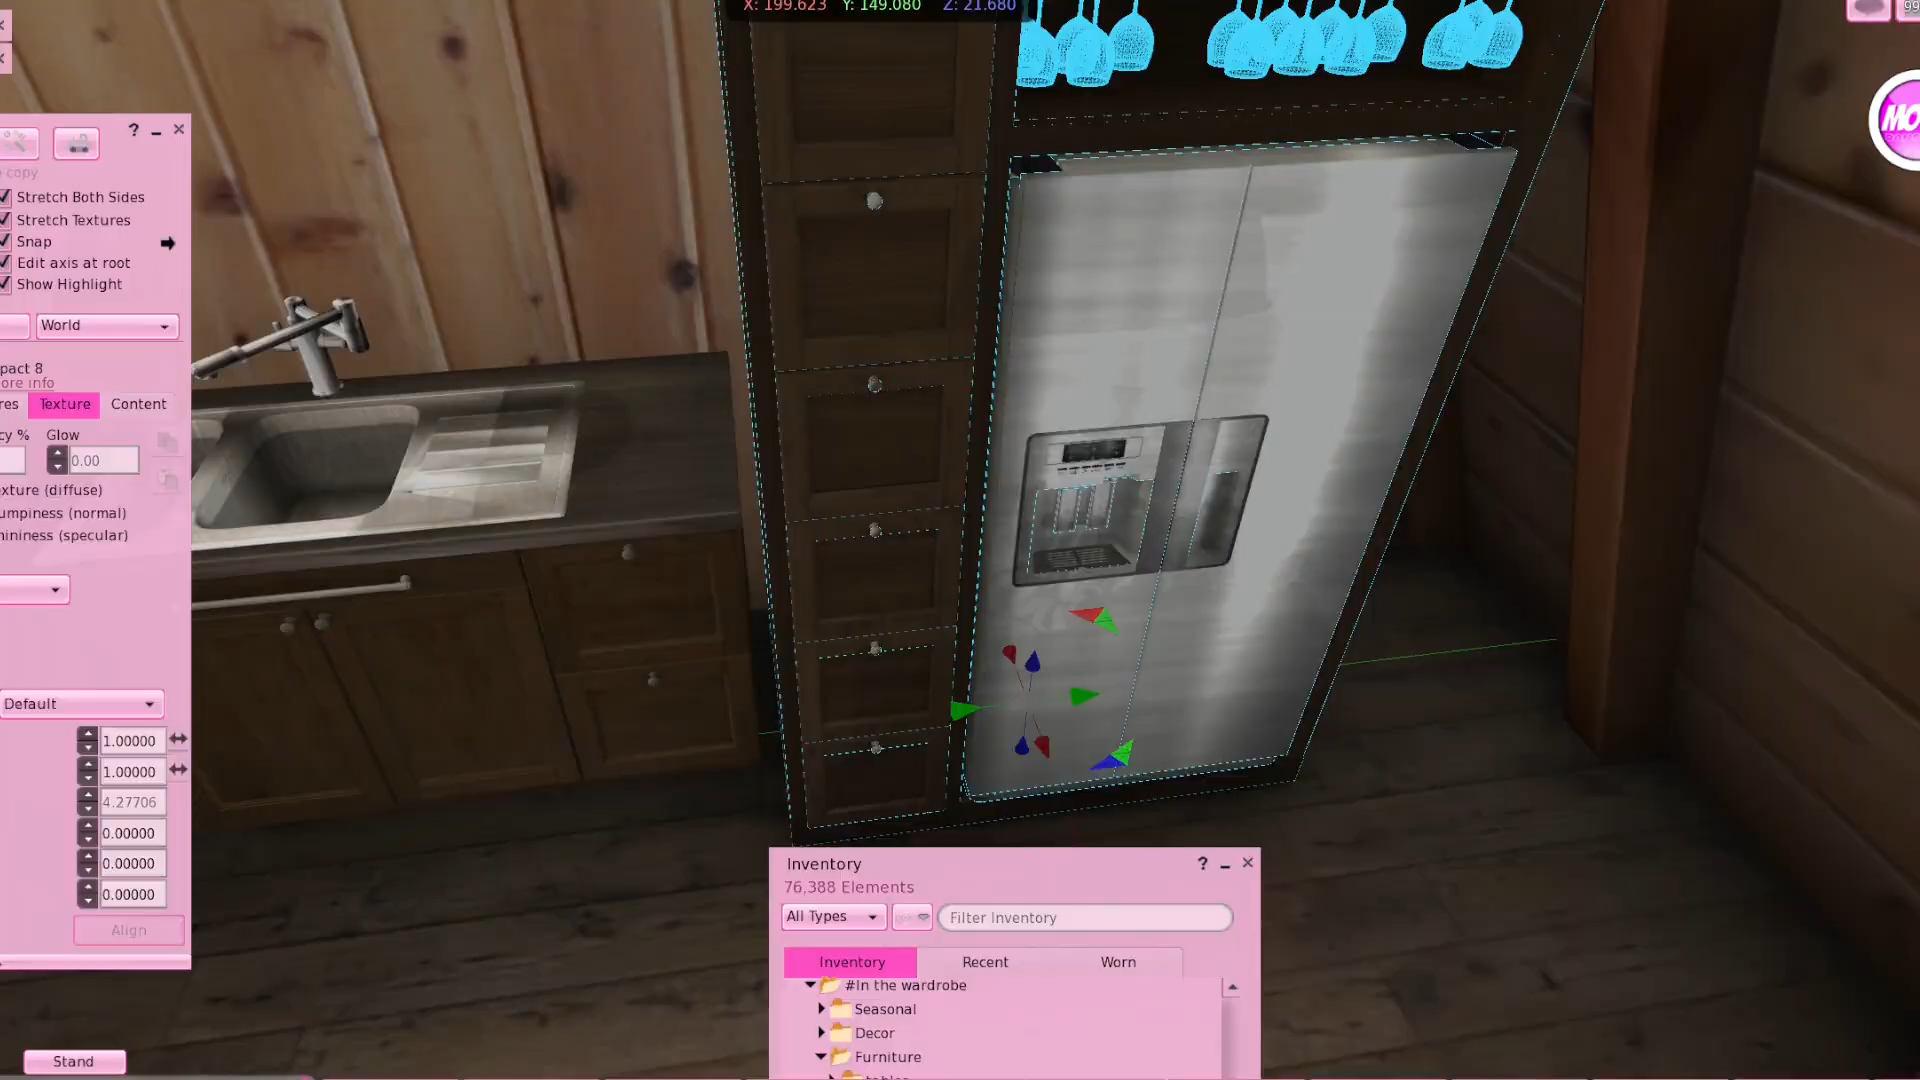 X: 199.623 Y: 149.080 Z: 21.680
99
MO
?
copy
Stretch Both Sides
Stretch Textures
Snap
Edit axis at root
Show Highlight
World
pact 8
ore info
res Texture Content
cy % Glow
0.00
exture (diffuse)
umpiness (normal)
hininess (specular)
Default
1.00000
1.00000
4.27706
0.00000
0.00000
0.00000
Align
Stand
Inventory ?
76,388 Elements
All Types Filter Inventory
Inventory Recent Worn
#In the wardrobe
Seasonal
Decor
Furniture